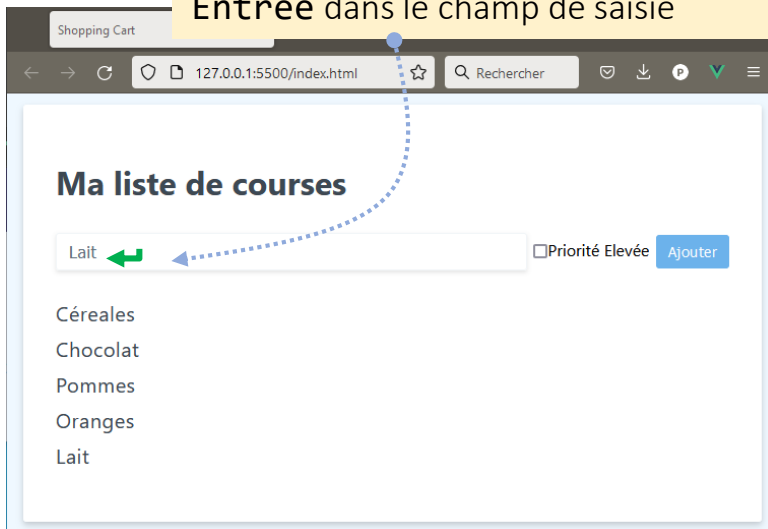 Entrée dans le champ de saisie
Shopping Cart
127.0.0.1:5500/index.html
Rechercher
P
Ma liste de courses
Lait
Priorité Elevée
Ajouter
Céreales
Chocolat
Pommes
Oranges
Lait